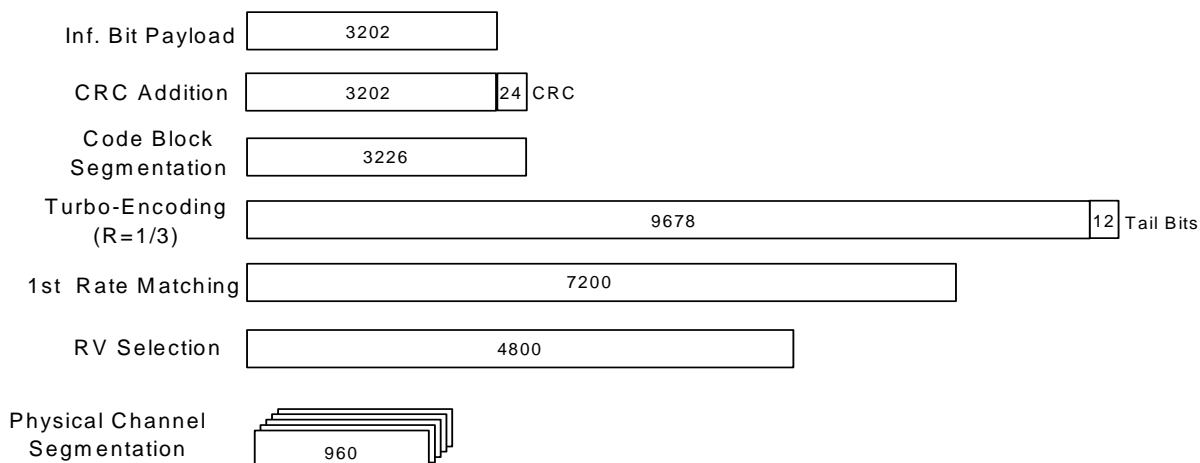 Inf. Bit Payload 3202
CRC Addition 3202 24 CRC
Code Block
Segmentation 3226
Turbo-Encoding
(R=1/3) 9678 12 Tail Bits
1st Rate Matching 7200
RV Selection 4800
Physical Channel
Segmentation 960